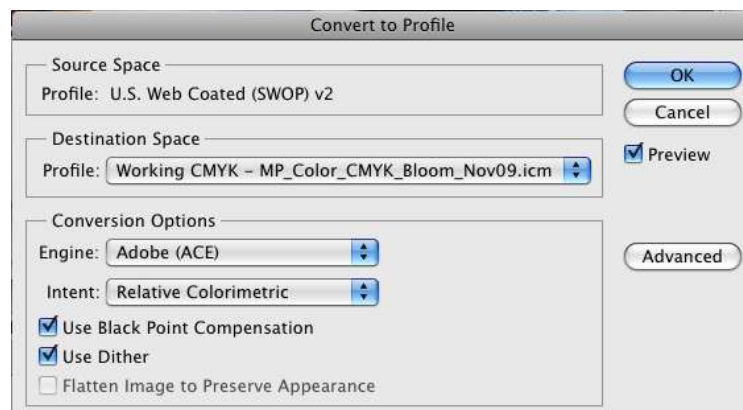 Convert to Profile
Source Space
Profile: U.S. Web Coated (SWOP) v2
OK
Cancel
Destination Space
Profile: Working CMYK – MP_Color_CMYK_Bloom_Nov09.icm
Preview
Conversion Options
Engine: Adobe (ACE)
Advanced
Intent: Relative Colorimetric
Use Black Point Compensation
Use Dither
Flatten Image to Preserve Appearance